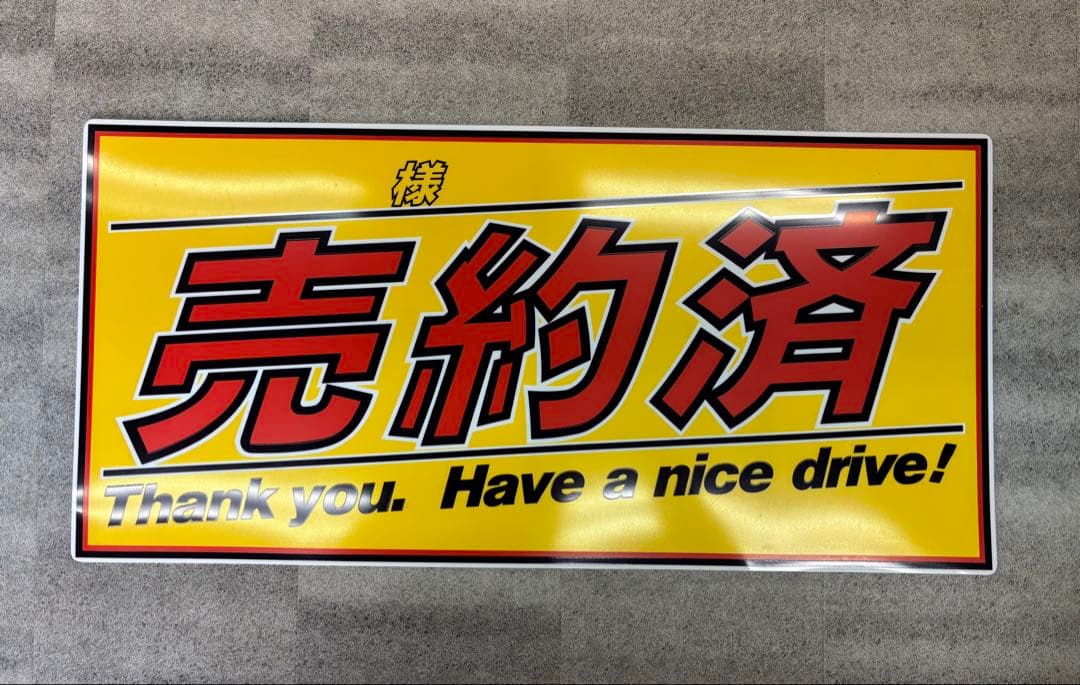 様
売約済
Thank you. Have a nice drive!